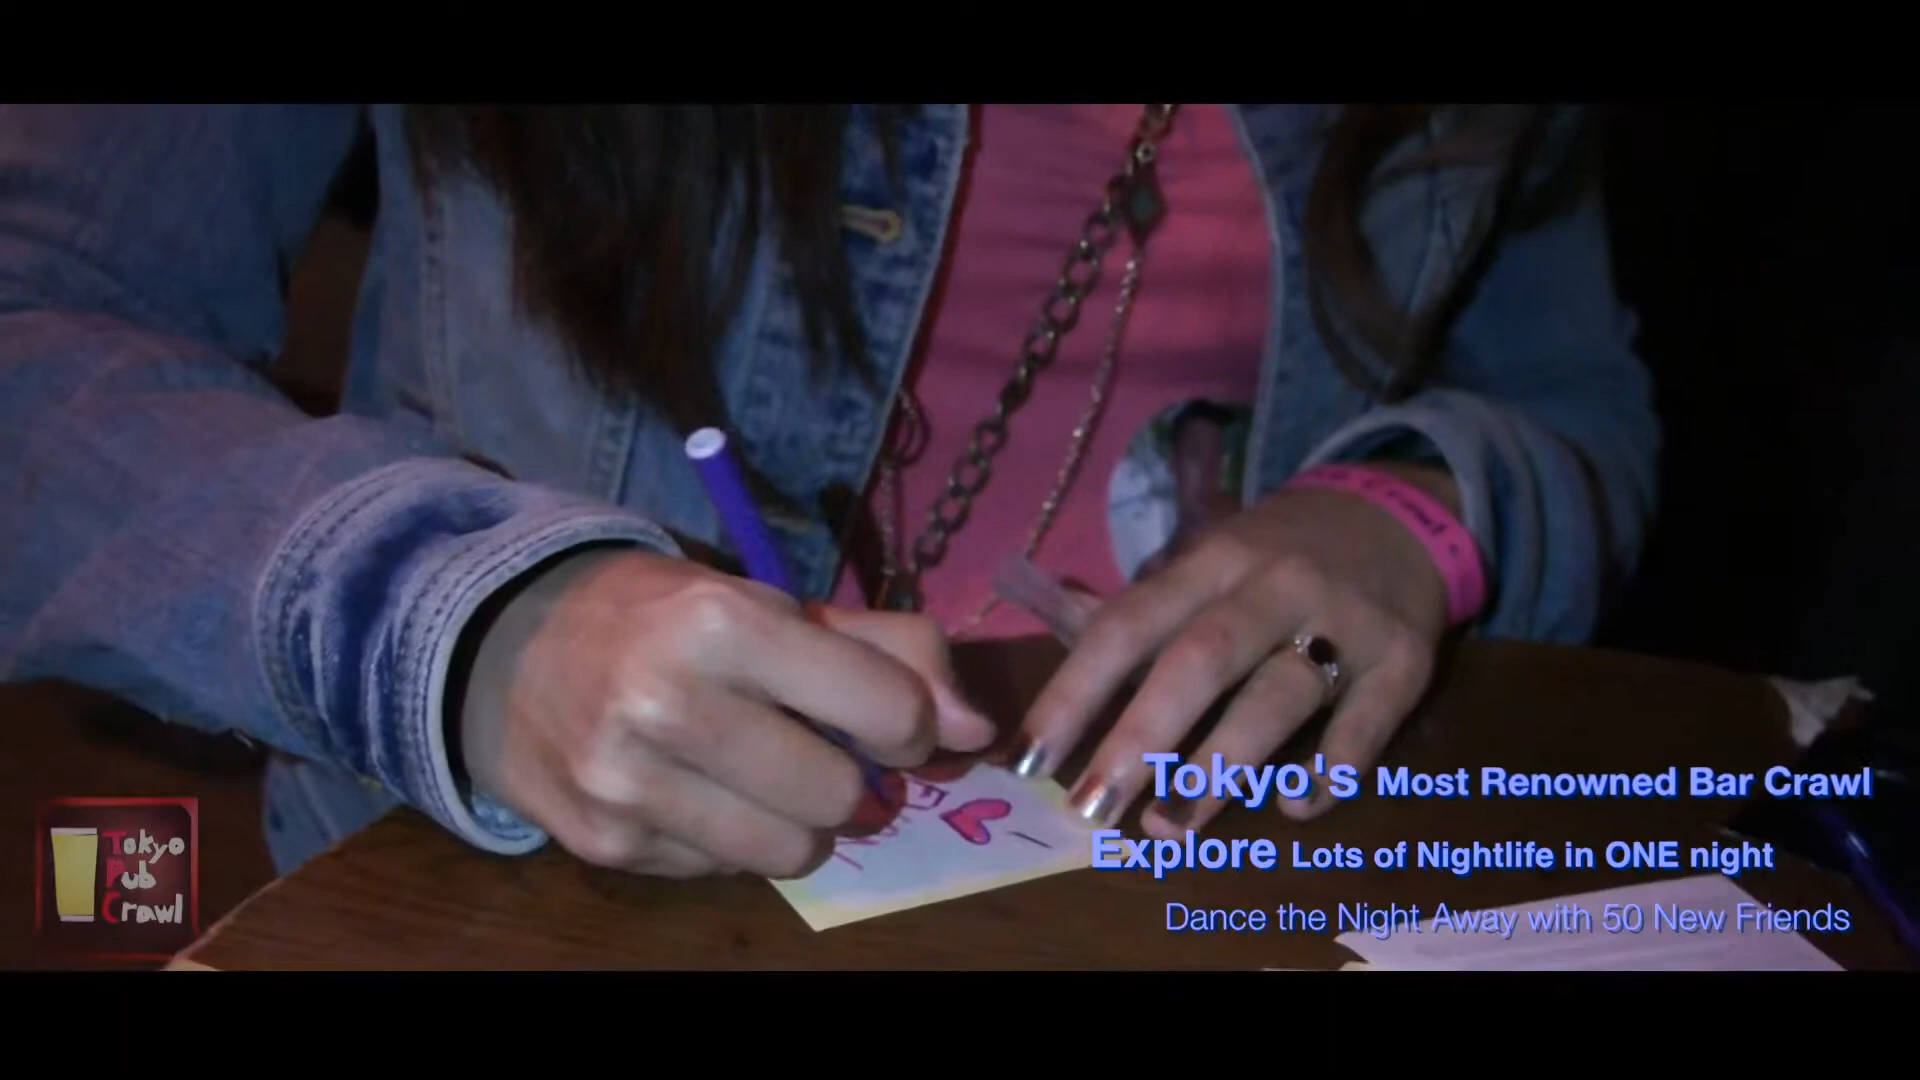 Crawl
Tokyo's Most Renowned Bar Crawl
Explore Lots of Nightlife in ONE night
Dance the Night Away with 50 New Friends
Tokyo
Pub
Crawl